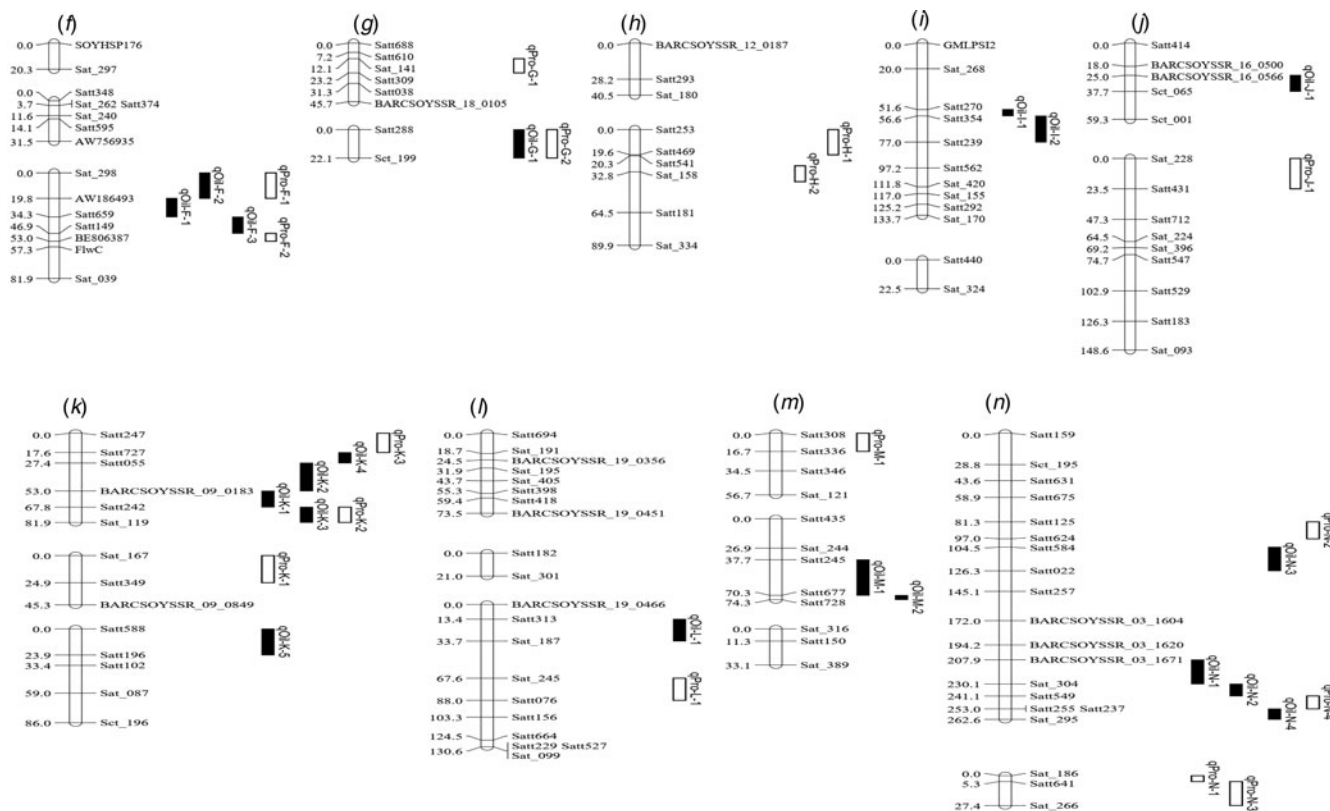 (f)
0.0 SOYHSP176
20.3 Sat_297
0.0 Satt348
3.7 Sat_262 Satt374
11.6 Sat_240
14.1 Satt595
31.5 AW756935
0.0 Sat_298
19.8 AW186493
34.3 Satt659
46.9 Satt149
53.0 BE806387
57.3 FlwC
81.9 Sat_039
qOil-F-1
qOil-F-2
qOil-F-3
qPro-F-1
qPro-F-2
(g)
0.0 Satt688
7.2 Satt610
12.1 Sat_141
23.2 Satt309
31.3 Satt038
45.7 BARCSOYSSR_18_0105
0.0 Satt288
22.1 Sct_199
qPro-G-1
qOil-G-1
qPro-G-2
(h)
0.0 BARCSOYSSR_12_0187
28.2 Satt293
40.5 Sat_180
0.0 Satt253
19.6 Satt469
20.3 Satt541
32.8 Sat_158
64.5 Satt181
89.9 Sat_334
qPro-H-2
qPro-H-1
(i)
0.0 GMLPSI2
20.0 Sat_268
51.6 Satt270
56.6 Satt354
77.0 Satt239
97.2 Satt562
111.8 Sat_420
117.0 Sat_155
125.2 Satt292
133.7 Sat_170
0.0 Satt440
22.5 Sat_324
qOil-I-1
qOil-I-2
(j)
0.0 Satt414
18.0 BARCSOYSSR_16_0500
25.0 BARCSOYSSR_16_0566
37.7 Sct_065
59.3 Sct_001
0.0 Sat_228
23.5 Satt431
47.3 Satt712
64.5 Sat_224
69.2 Sat_396
74.7 Satt547
102.9 Satt529
126.3 Satt183
148.6 Sat_093
qOil-J-1
qPro-J-1
(k)
0.0 Satt247
17.6 Satt727
27.4 Satt055
53.0 BARCSOYSSR_09_0183
67.8 Satt242
81.9 Sat_119
0.0 Sat_167
24.9 Satt349
45.3 BARCSOYSSR_09_0849
0.0 Satt588
23.9 Satt196
33.4 Satt102
59.0 Sat_087
86.0 Sct_196
qOil-K-1
qOil-K-2
qOil-K-3
qOil-K-4
qPro-K-3
qPro-K-2
qPro-K-1
qOil-K-5
(l)
0.0 Satt694
18.7 Sat_191
24.5 BARCSOYSSR_19_0356
31.9 Sat_195
43.7 Sat_405
55.3 Satt398
59.4 Satt418
73.5 BARCSOYSSR_19_0451
0.0 Satt182
21.0 Sat_301
0.0 BARCSOYSSR_19_0466
13.4 Satt313
33.7 Sat_187
67.6 Sat_245
88.0 Satt076
103.3 Satt156
124.5 Satt664
130.6 Satt229 Satt527
Sat_099
qOil-L-1
qPro-L-1
(m)
0.0 Satt308
16.7 Satt336
34.5 Satt346
56.7 Sat_121
0.0 Satt435
26.9 Sat_244
37.7 Satt245
70.3 Satt677
74.3 Satt728
0.0 Sat_316
11.3 Satt150
33.1 Sat_389
qPro-M-1
qOil-M-1
qOil-M-2
(n)
0.0 Satt159
28.8 Sct_195
43.6 Satt631
58.9 Satt675
81.3 Satt125
97.0 Satt624
104.5 Satt584
126.3 Satt022
145.1 Satt257
172.0 BARCSOYSSR_03_1604
194.2 BARCSOYSSR_03_1620
207.9 BARCSOYSSR_03_1671
230.1 Sat_304
241.1 Satt549
253.0 Satt255 Satt237
262.6 Sat_295
0.0 Sat_186
5.3 Satt641
27.4 Sat_266
qPro-N-2
qOil-N-3
qOil-N-1
qOil-N-2
qOil-N-4
qPro-N-4
qPro-N-1
qPro-N-3